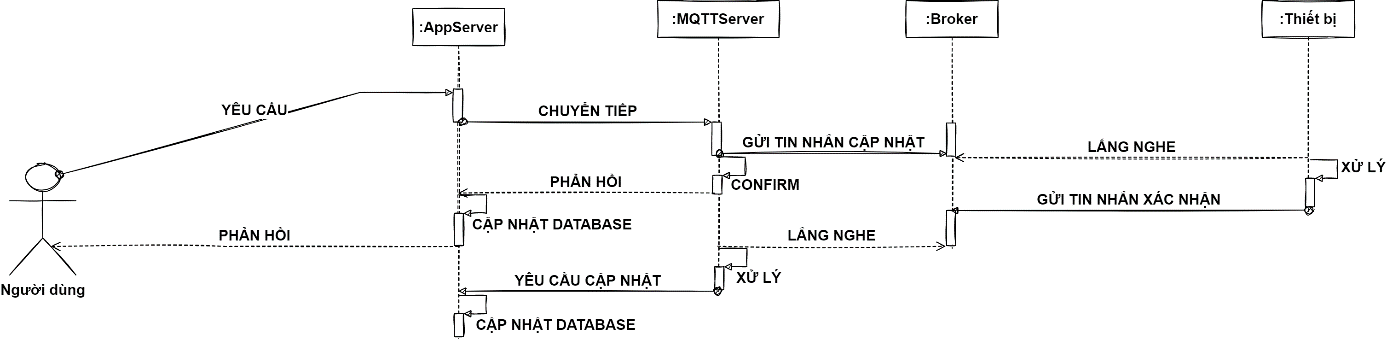 :AppServer
:MQTTServer
:Broker
:Thiết bị
YÊU CẦU
CHUYỂN TIẾP
GỬI TIN NHẮN CẬP NHẬT
LẮNG NGHE
XỬ LÝ
PHẢN HỒI
CONFIRM
GỬI TIN NHẮN XÁC NHẬN
CẬP NHẬT DATABASE
PHẢN HỒI
LẮNG NGHE
YÊU CẦU CẬP NHẬT
XỬ LÝ
Người dùng
CẬP NHẬT DATABASE